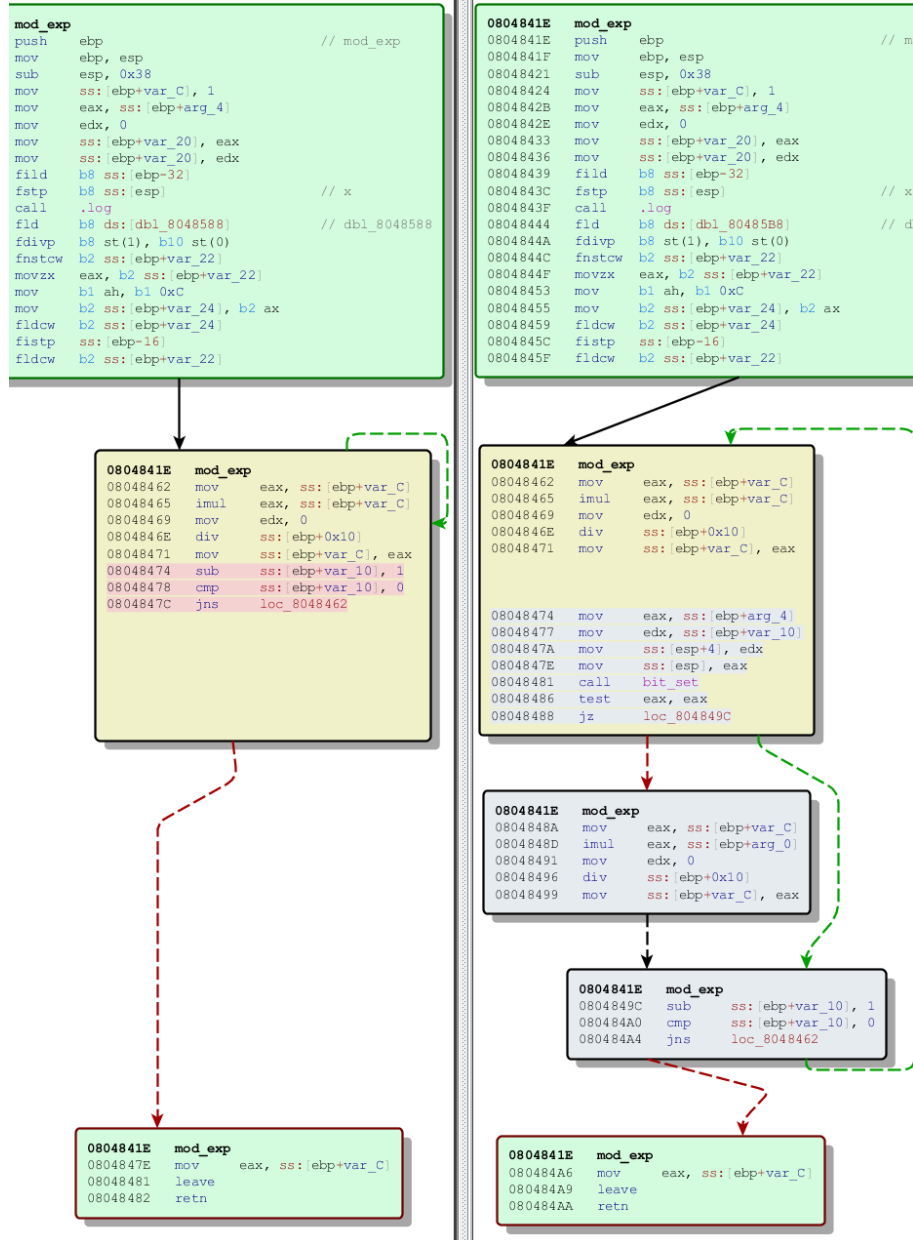 mod_exp
push ebp // mod_exp
mov ebp, esp
sub esp, 0x38
mov ss:[ebp+var_C], 1
mov eax, ss:[ebp+arg_4]
mov edx, 0
mov ss:[ebp+var_20], eax
mov ss:[ebp+var_20], edx
fild b8 ss:[ebp-32]
fstp b8 ss:[esp] // x
call .log
fld b8 ds:[dbl_8048588] // dbl_8048588
fdivp b8 st(1), b10 st(0)
fnstcw b2 ss:[ebp+var_22]
movzx eax, b2 ss:[ebp+var_22]
mov b1 ah, b1 0xC
mov b2 ss:[ebp+var_24], b2 ax
fldcw b2 ss:[ebp+var_24]
fistp ss:[ebp-16]
fldcw b2 ss:[ebp+var_22]
0804841E mod_exp
08048462 mov eax, ss:[ebp+var_C]
08048465 imul eax, ss:[ebp+var_C]
08048469 mov edx, 0
0804846E div ss:[ebp+0x10]
08048471 mov ss:[ebp+var_C], eax
08048474 sub ss:[ebp+var_10], 1
08048478 cmp ss:[ebp+var_10], 0
0804847C jns loc_8048462
0804841E mod_exp
0804847E mov eax, ss:[ebp+var_C]
08048481 leave
08048482 retn
0804841E mod_exp
0804841E push ebp // m
0804841F mov ebp, esp
08048421 sub esp, 0x38
08048424 mov ss:[ebp+var_C], 1
0804842B mov eax, ss:[ebp+arg_4]
0804842E mov edx, 0
08048433 mov ss:[ebp+var_20], eax
08048436 mov ss:[ebp+var_20], edx
08048439 fild b8 ss:[ebp-32]
0804843C fstp b8 ss:[esp] // x
0804843F call .log
08048444 fld b8 ds:[dbl_80485B8] // d
0804844A fdivp b8 st(1), b10 st(0)
0804844C fnstcw b2 ss:[ebp+var_22]
0804844F movzx eax, b2 ss:[ebp+var_22]
08048453 mov b1 ah, b1 0xC
08048455 mov b2 ss:[ebp+var_24], b2 ax
08048459 fldcw b2 ss:[ebp+var_24]
0804845C fistp ss:[ebp-16]
0804845F fldcw b2 ss:[ebp+var_22]
0804841E mod_exp
08048462 mov eax, ss:[ebp+var_C]
08048465 imul eax, ss:[ebp+var_C]
08048469 mov edx, 0
0804846E div ss:[ebp+0x10]
08048471 mov ss:[ebp+var_C], eax
08048474 mov eax, ss:[ebp+arg_4]
08048477 mov edx, ss:[ebp+var_10]
0804847A mov ss:[esp+4], edx
0804847E mov ss:[esp], eax
08048481 call bit_set
08048486 test eax, eax
08048488 jz loc_804849C
0804841E mod_exp
0804848A mov eax, ss:[ebp+var_C]
0804848D imul eax, ss:[ebp+arg_0]
08048491 mov edx, 0
08048496 div ss:[ebp+0x10]
08048499 mov ss:[ebp+var_C], eax
0804841E mod_exp
0804849C sub ss:[ebp+var_10], 1
080484A0 cmp ss:[ebp+var_10], 0
080484A4 jns loc_8048462
0804841E mod_exp
080484A6 mov eax, ss:[ebp+var_C]
080484A9 leave
080484AA retn